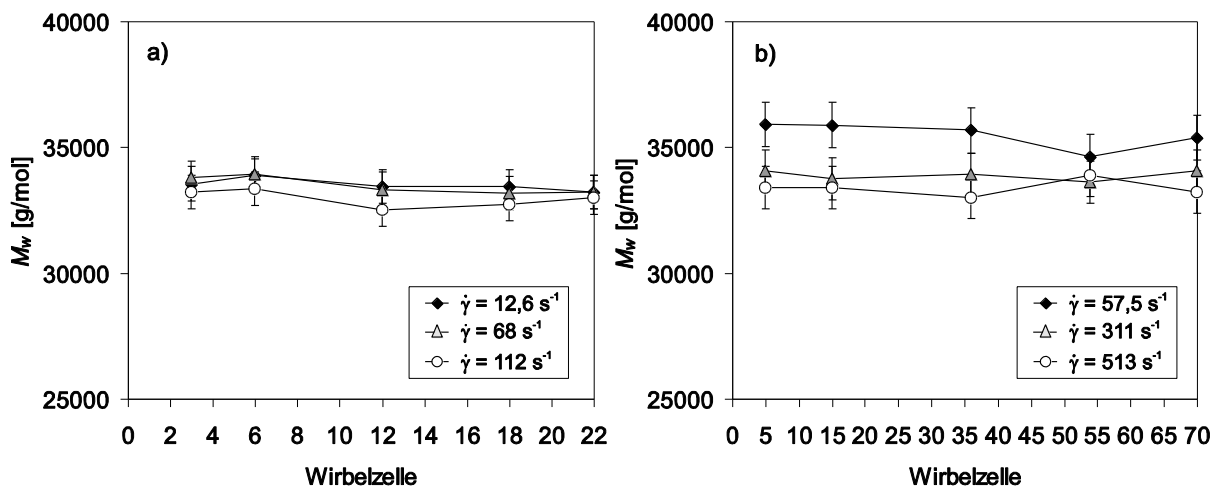 a)
M_w [g/mol]
40000
35000
30000
25000
γ̇ = 12,6 s⁻¹
γ̇ = 68 s⁻¹
γ̇ = 112 s⁻¹
0 2 4 6 8 10 12 14 16 18 20 22
Wirbelzelle
b)
M_w [g/mol]
40000
35000
30000
25000
γ̇ = 57,5 s⁻¹
γ̇ = 311 s⁻¹
γ̇ = 513 s⁻¹
0 5 10 15 20 25 30 35 40 45 50 55 60 65 70
Wirbelzelle